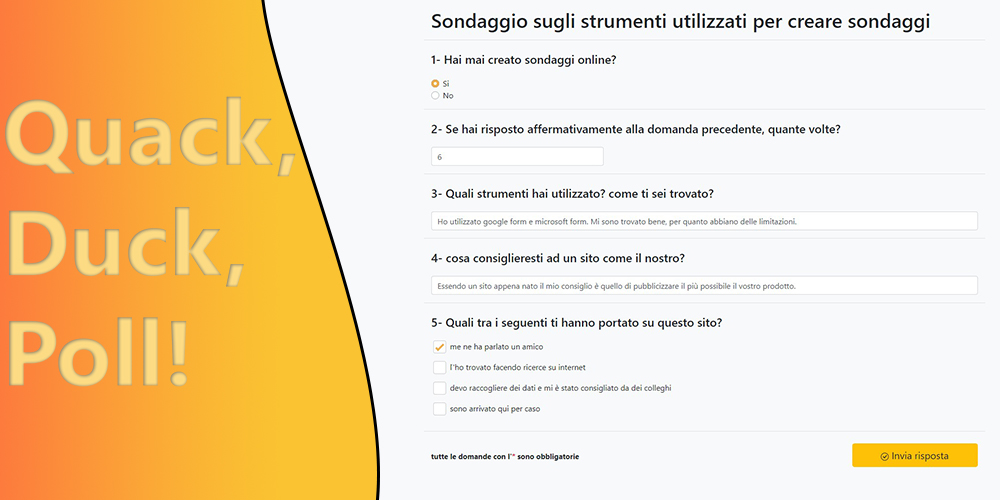 Quack,
Duck,
Poll!
Sondaggio sugli strumenti utilizzati per creare sondaggi
1- Hai mai creato sondaggi online?
Sì
No
2- Se hai risposto affermativamente alla domanda precedente, quante volte?
6
3- Quali strumenti hai utilizzato? come ti sei trovato?
Ho utilizzato google form e microsoft form. Mi sono trovato bene, per quanto abbiano delle limitazioni.
4- cosa consiglieresti ad un sito come il nostro?
Essendo un sito appena nato il mio consiglio è quello di pubblicizzare il più possibile il vostro prodotto.
5- Quali tra i seguenti ti hanno portato su questo sito?
me ne ha parlato un amico
l'ho trovato facendo ricerce su internet
devo raccogliere dei dati e mi è stato consigliato da dei colleghi
sono arrivato qui per caso
tutte le domande con l'* sono obbligatorie
Invia risposta